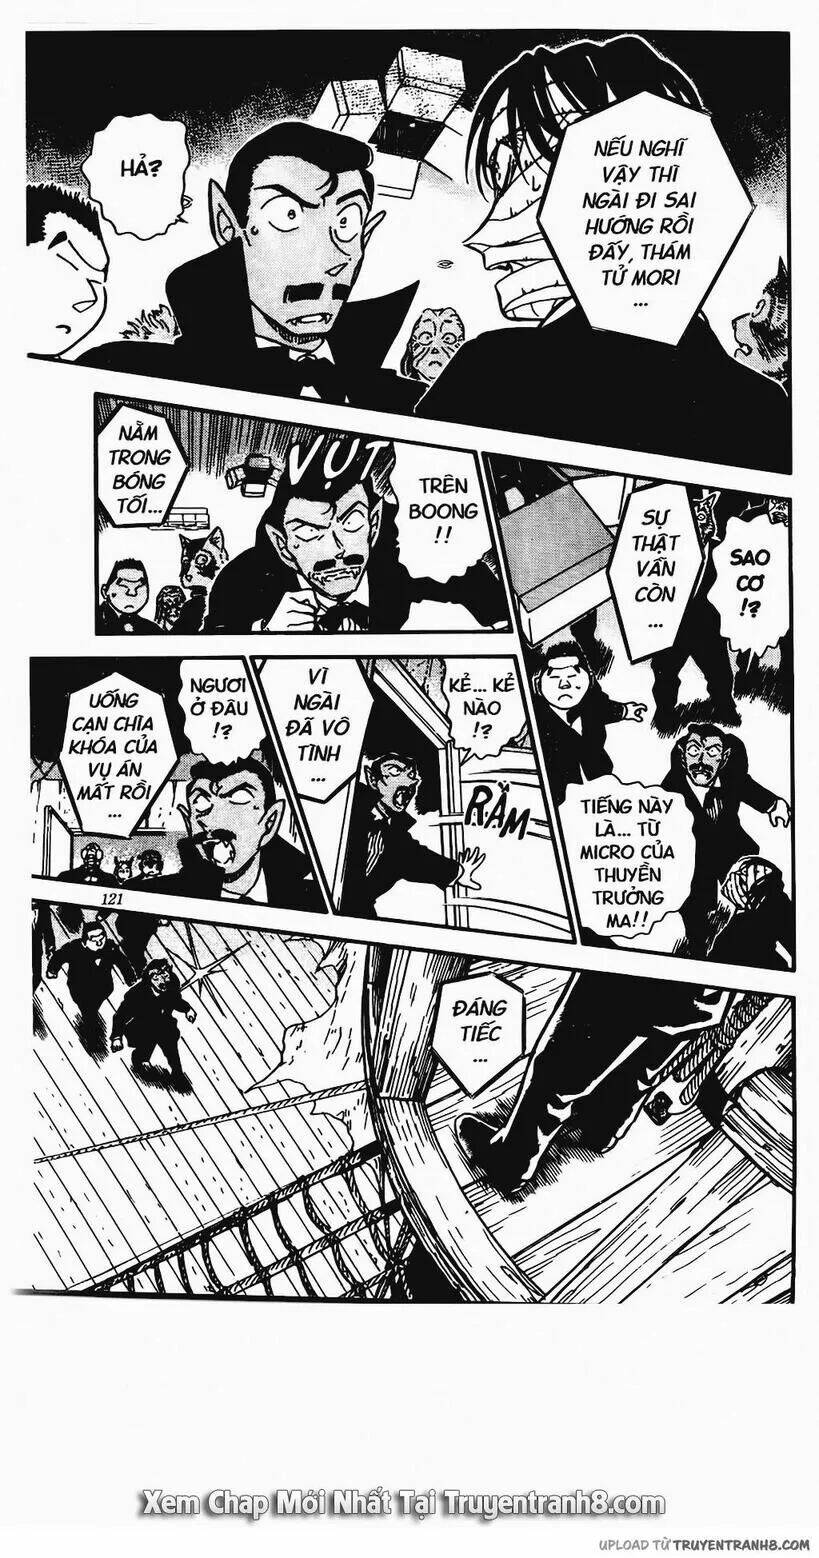 NẾU NGHĨ
VẬY THÌ
NGÀI ĐI SAI
HƯỚNG RỒI
ĐẤY, THÁM
TỬ MORI
...
HẢ?
SAO
CƠ
!?
SỰ
THẬT
VẪN
CÒN
...
TIẾNG NÀY
LÀ... TỪ
MICRO CỦA
THUYỀN
TRƯỞNG
MA!!
TRÊN
BOONG
!!
VỤT
NẰM
TRONG
BÓNG
TỐI...
KẺ... KẺ
NÀO
!?
RẦM
VÌ
NGÀI
ĐÃ VÔ
TÌNH
...
NGƯƠI
Ở ĐÂU
!?
UỐNG
CẠN CHÌA
KHÓA CỦA
VỤ ÁN
MẤT RỒI
...
121
ĐÁNG
TIẾC
...
Xem Chap Mới Nhất Tại Truyentranh8.com
UPLOAD TỪ TRUYENTRANH8.COM